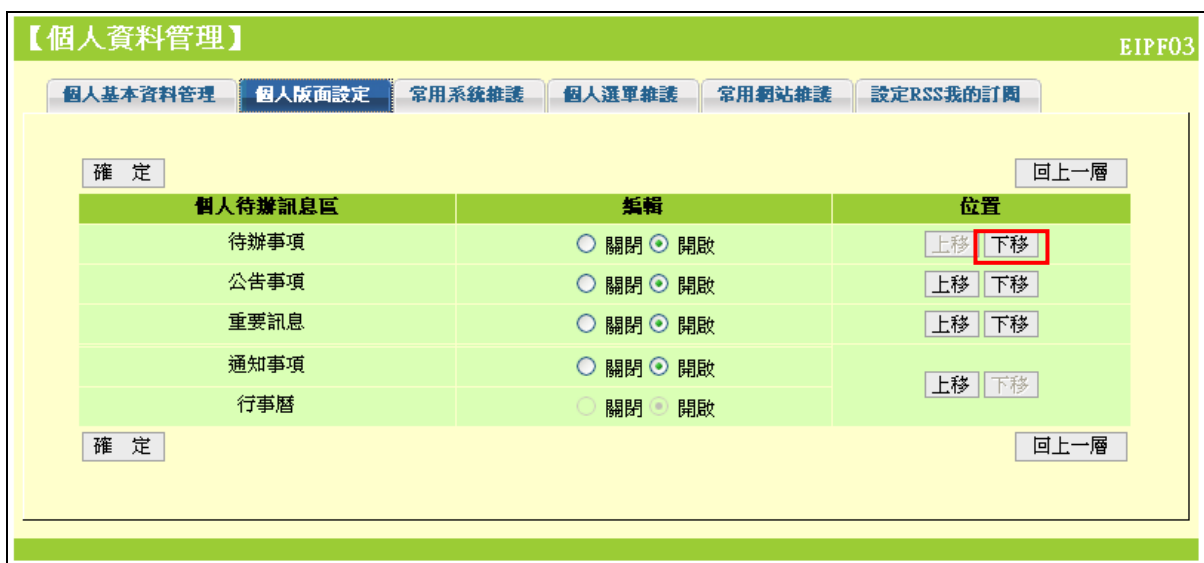 【個人資料管理】
EIPF03
個人基本資料管理 個人版面設定 常用系統維護 個人選單維護 常用網站維護 設定RSS我的訂閱
確 定 回上一層
個人待辦訊息區 編輯 位置
待辦事項 關閉 開啟 上移 下移
公告事項 關閉 開啟 上移 下移
重要訊息 關閉 開啟 上移 下移
通知事項 關閉 開啟
上移 下移
行事曆 關閉 開啟
確 定 回上一層